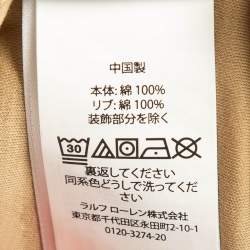 中国製
本体: 綿 100%
リブ: 綿 100%
装飾部分を除く
30
裏返してください
同系色どうしで洗ってくだ
さい
ラルフ ローレン株式会社
東京都千代田区永田町2-10-1
0120-3274-20